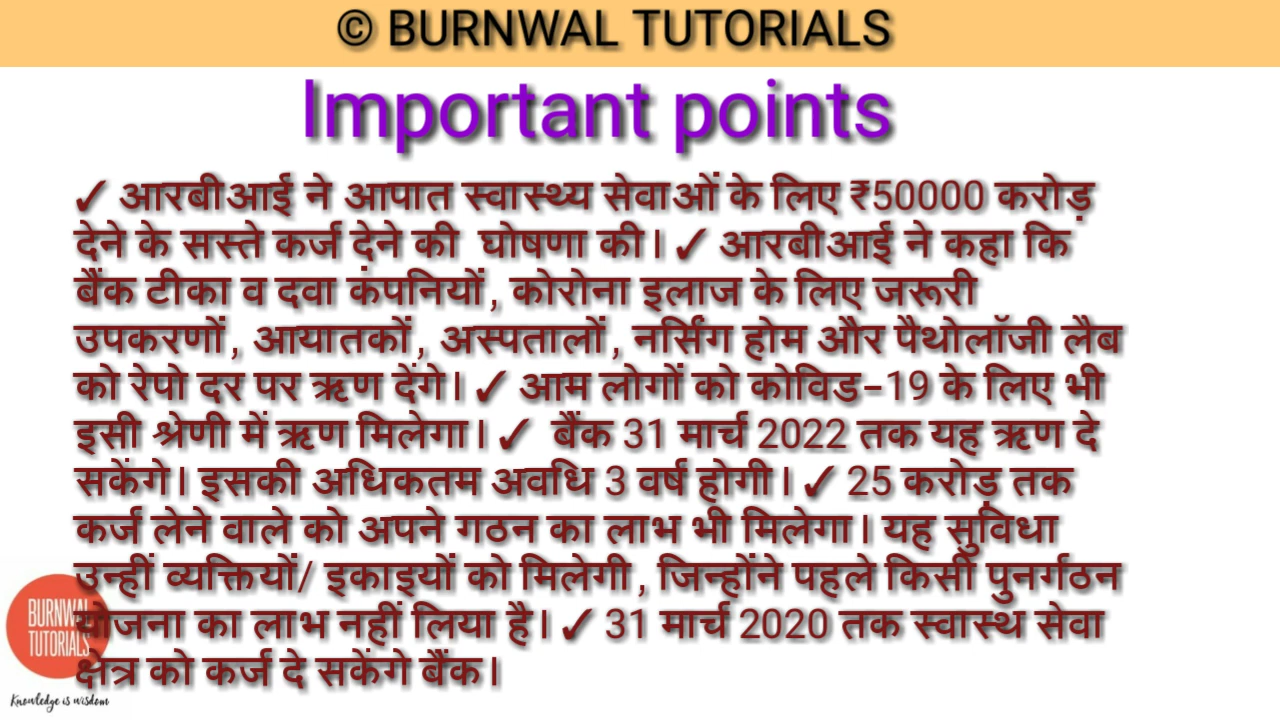 © BURNWAL TUTORIALS
Important points
✓ आरबीआई ने आपात स्वास्थ्य सेवाओं के लिए ₹50000 करोड़
देने के सस्ते कर्ज देने की घोषणा की। ✓ आरबीआई ने कहा कि
बैंक टीका व दवा कंपनियों, कोरोना इलाज के लिए जरूरी
उपकरणों, आयातकों, अस्पतालों, नर्सिंग होम और पैथोलॉजी लैब
को रेपो दर पर ऋण देंगे। ✓ आम लोगों को कोविड-19 के लिए भी
इसी श्रेणी में ऋण मिलेगा। ✓ बैंक 31 मार्च 2022 तक यह ऋण दे
सकेंगे। इसकी अधिकतम अवधि 3 वर्ष होगी। ✓ 25 करोड़ तक
कर्ज लेने वाले को अपने गठन का लाभ भी मिलेगा। यह सुविधा
उन्हीं व्यक्तियों/ इकाइयों को मिलेगी, जिन्होंने पहले किसी पुनर्गठन
योजना का लाभ नहीं लिया है। ✓ 31 मार्च 2020 तक स्वास्थ सेवा
क्षेत्र को कर्ज दे सकेंगे बैंक।
BURNWAL
TUTORIALS
Knowledge is wisdom